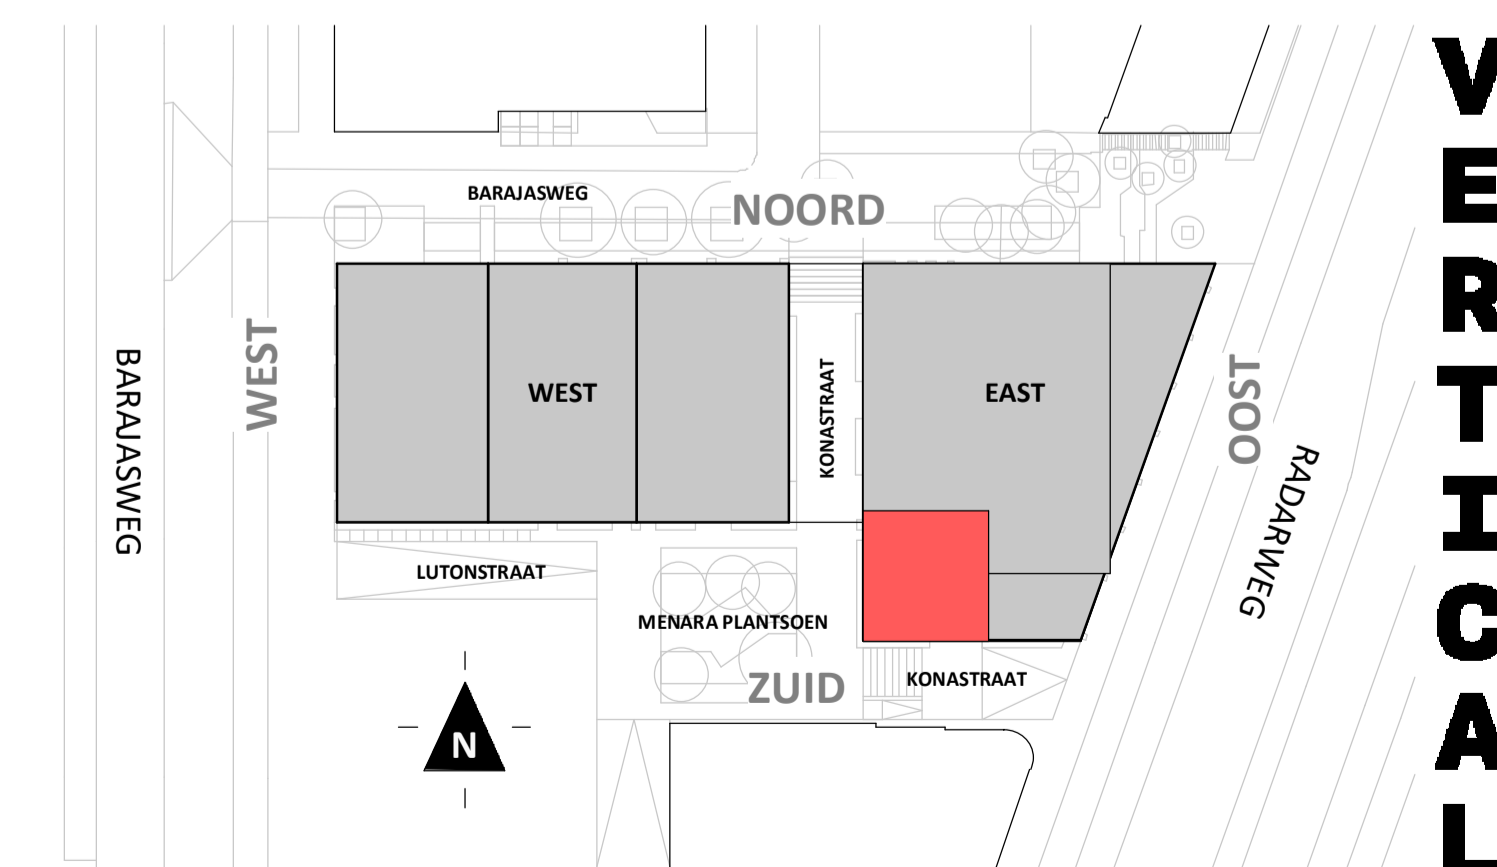 BARAJASWEG
NOORD
WEST
BARAJASWEG
WEST
KONASTRAAT
EAST
OOST
RADARWEG
LUTONSTRAAT
MENARA PLANTSOEN
ZUID
KONASTRAAT
N
VERTICAL